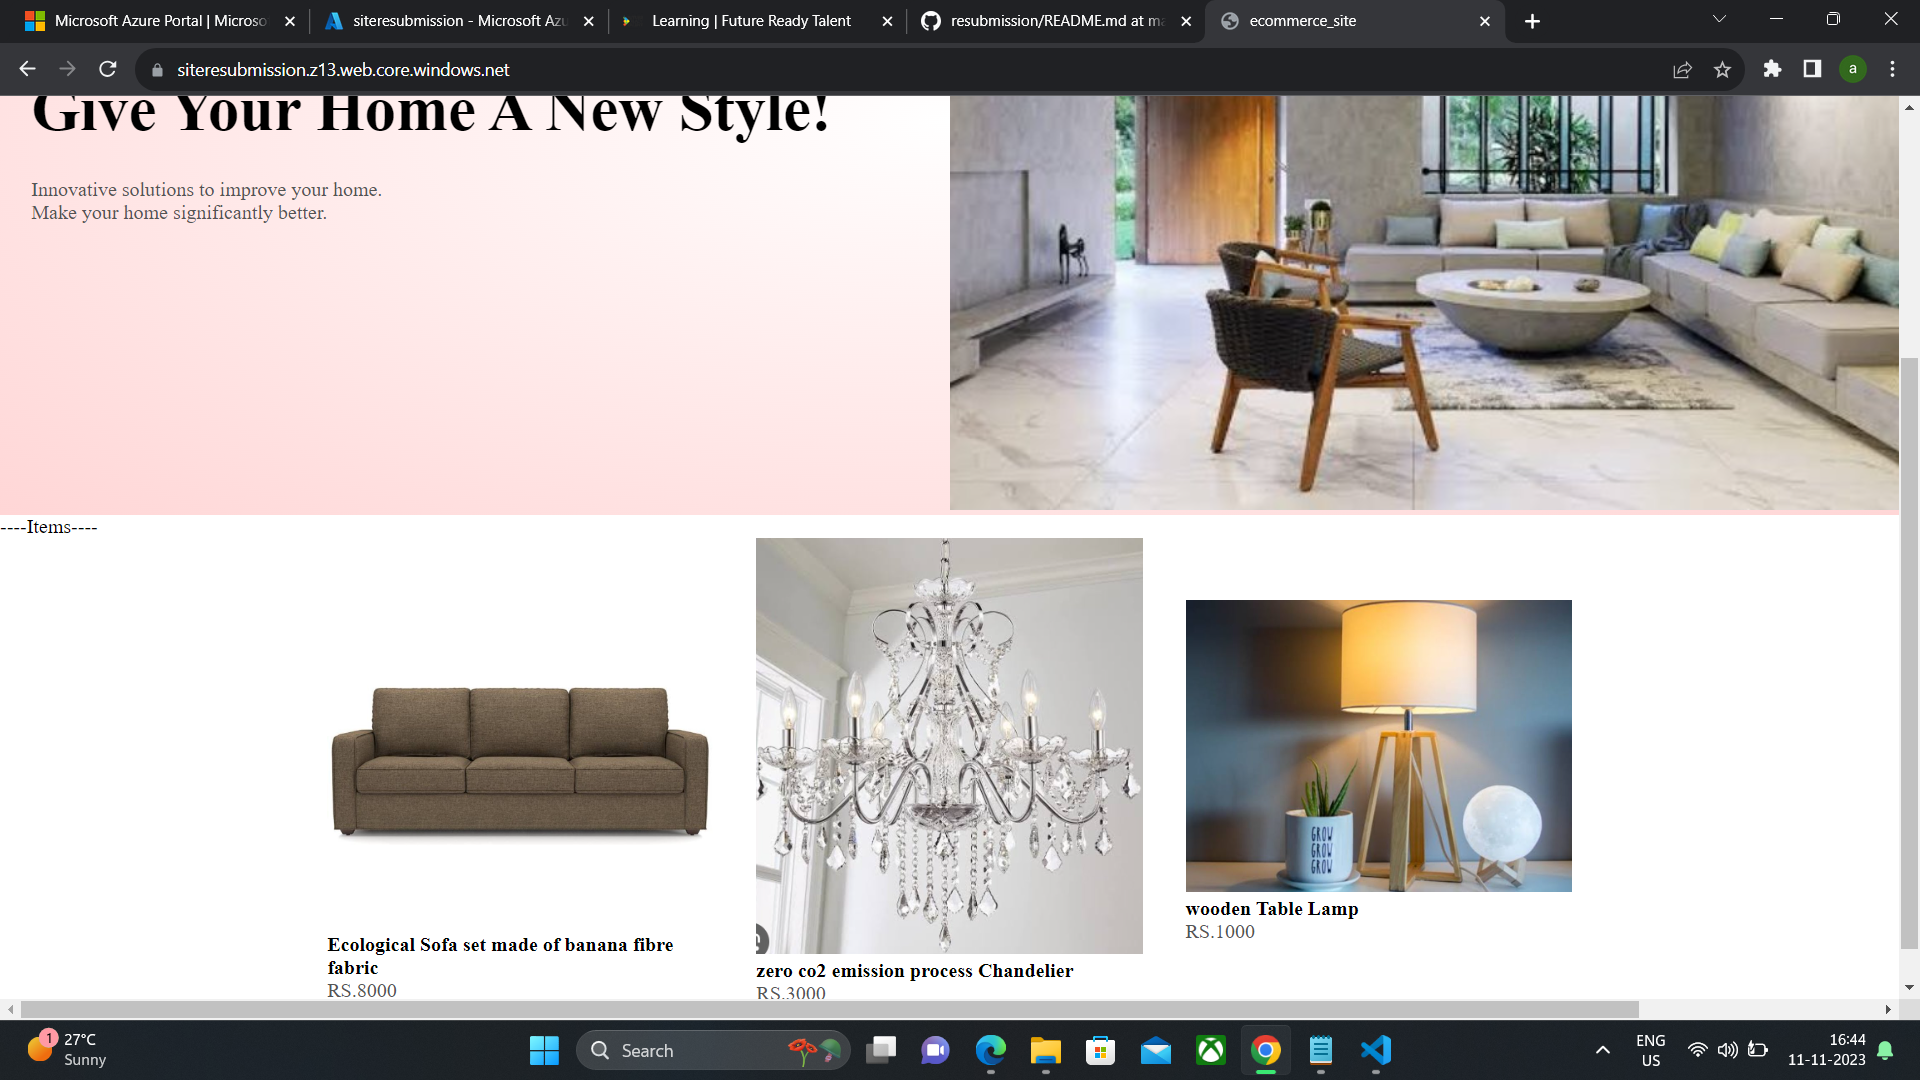 Microsoft Azure Portal | Microso
siteresubmission - Microsoft Azu
Learning | Future Ready Talent
resubmission/README.md at ma
ecommerce_site
siteresubmission.z13.web.core.windows.net
a
Give Your Home A New Style!
Innovative solutions to improve your home.
Make your home significantly better.
----Items----
GROW
GROW
GROW
Ecological Sofa set made of banana fibre
fabric
RS.8000
zero co2 emission process Chandelier
RS.3000
wooden Table Lamp
RS.1000
1
27°C
Sunny
Search
ENG
US
16:44
11-11-2023